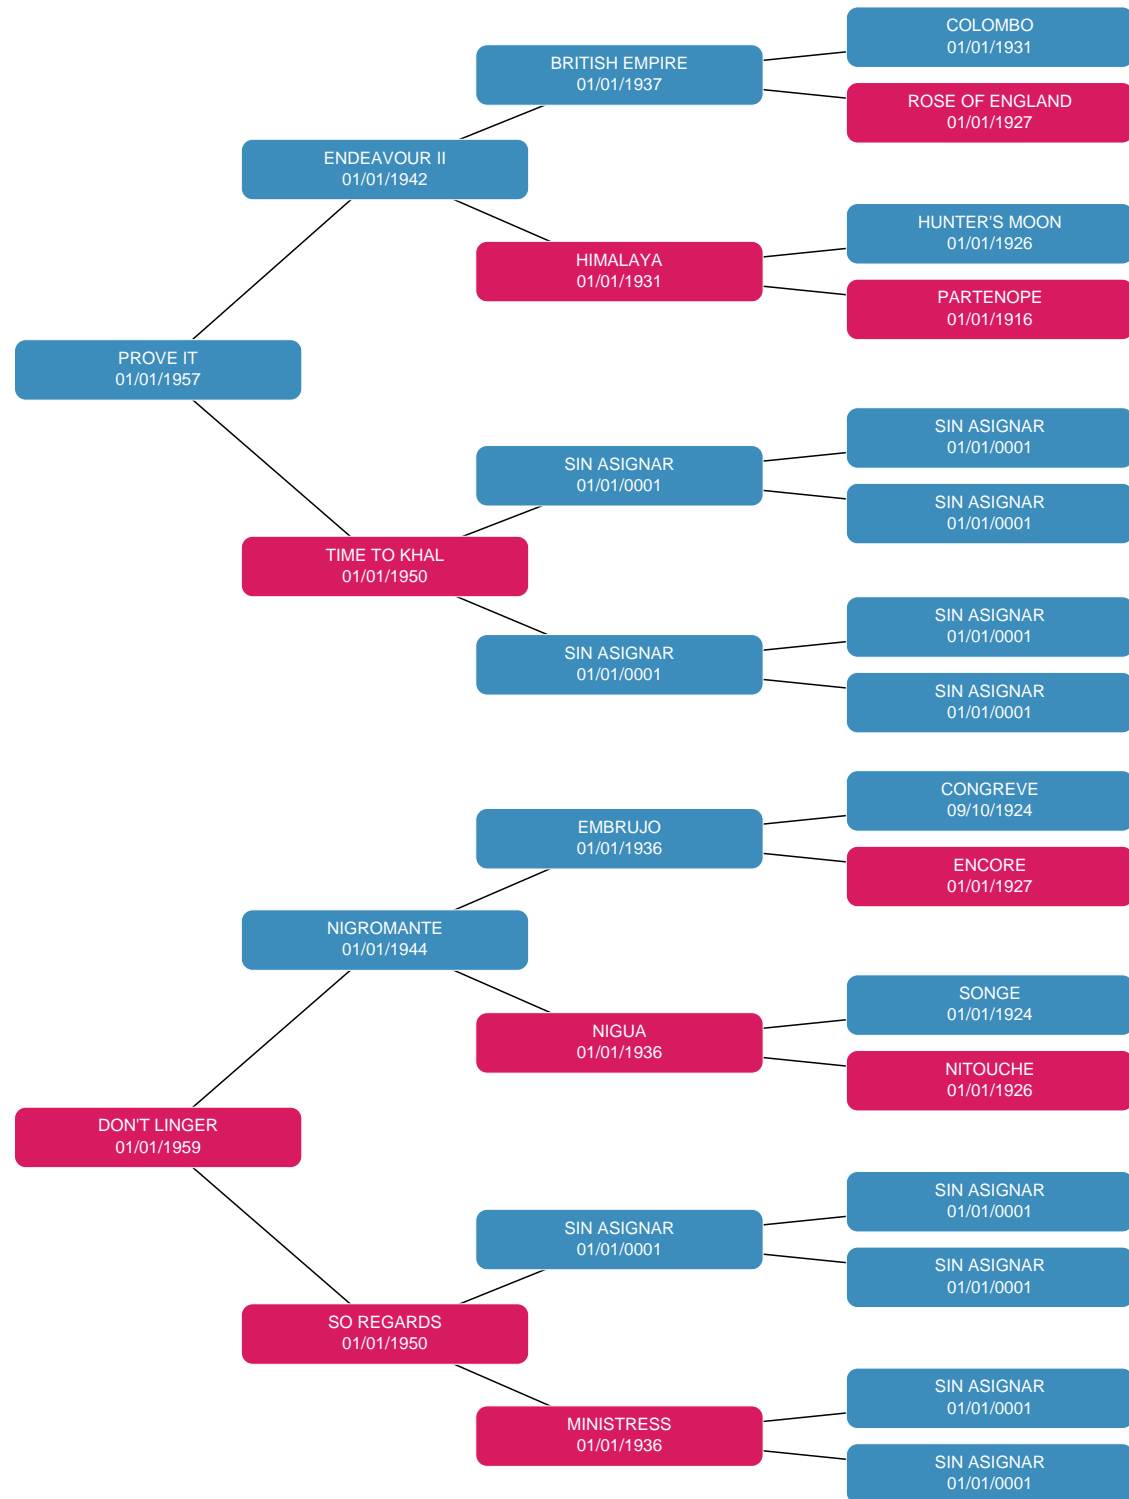 COLOMBO
01/01/1931
BRITISH EMPIRE
01/01/1937
ROSE OF ENGLAND
01/01/1927
ENDEAVOUR II
01/01/1942
HUNTER'S MOON
01/01/1926
HIMALAYA
01/01/1931
PARTENOPE
01/01/1916
PROVE IT
01/01/1957
SIN ASIGNAR
01/01/0001
SIN ASIGNAR
01/01/0001
SIN ASIGNAR
01/01/0001
TIME TO KHAL
01/01/1950
SIN ASIGNAR
01/01/0001
SIN ASIGNAR
01/01/0001
SIN ASIGNAR
01/01/0001
CONGREVE
09/10/1924
EMBRUJO
01/01/1936
ENCORE
01/01/1927
NIGROMANTE
01/01/1944
SONGE
01/01/1924
NIGUA
01/01/1936
NITOUCHE
01/01/1926
DON'T LINGER
01/01/1959
SIN ASIGNAR
01/01/0001
SIN ASIGNAR
01/01/0001
SIN ASIGNAR
01/01/0001
SO REGARDS
01/01/1950
SIN ASIGNAR
01/01/0001
MINISTRESS
01/01/1936
SIN ASIGNAR
01/01/0001